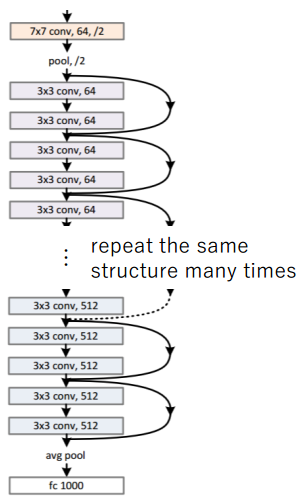 7x7 conv, 64, /2
pool, /2
3x3 conv, 64
3x3 conv, 64
3x3 conv, 64
3x3 conv, 64
3x3 conv, 64
⋮ repeat the same
structure many times
3x3 conv, 512
3x3 conv, 512
3x3 conv, 512
3x3 conv, 512
3x3 conv, 512
avg pool
fc 1000